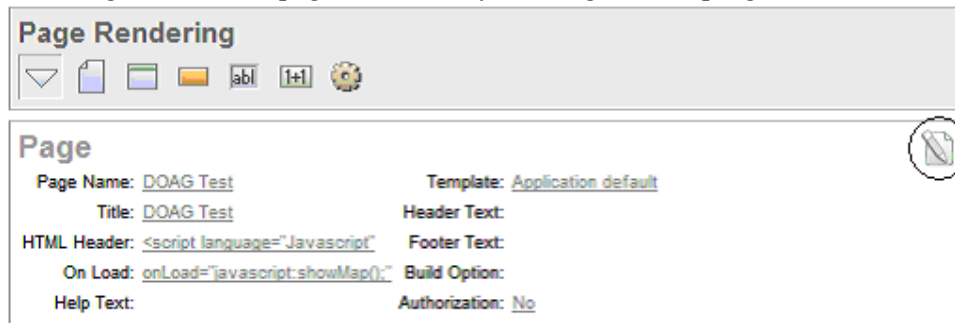 Page Rendering
abl 1+1
Page
Page Name: DOAG Test Template: Application default
Title: DOAG Test Header Text:
HTML Header: <script language="Javascript" Footer Text:
On Load: onLoad="javascript:showMap();" Build Option:
Help Text: Authorization: No